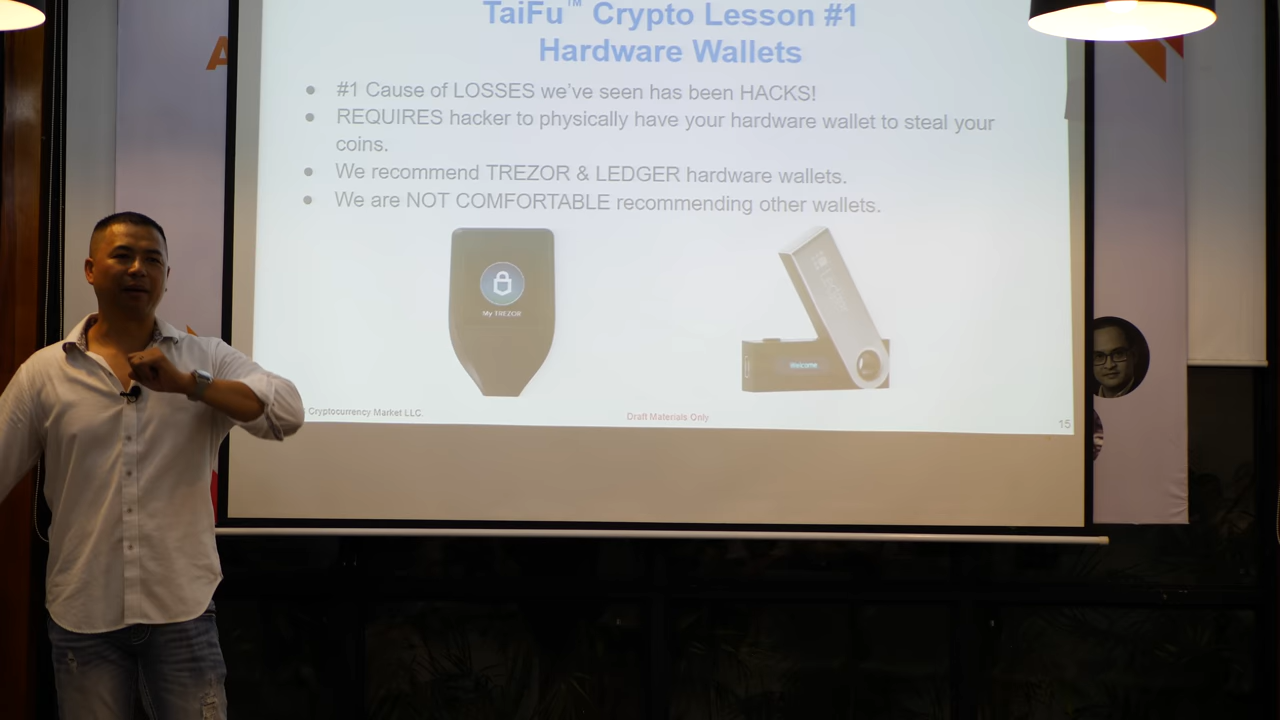 TaiFu™ Crypto Lesson #1
Hardware Wallets
● #1 Cause of LOSSES we've seen has been HACKS!
● REQUIRES hacker to physically have your hardware wallet to steal your
coins.
● We recommend TREZOR & LEDGER hardware wallets.
● We are NOT COMFORTABLE recommending other wallets.
My TREZOR
Ledger
Welcome
Cryptocurrency Market LLC.
Draft Materials Only
15
A